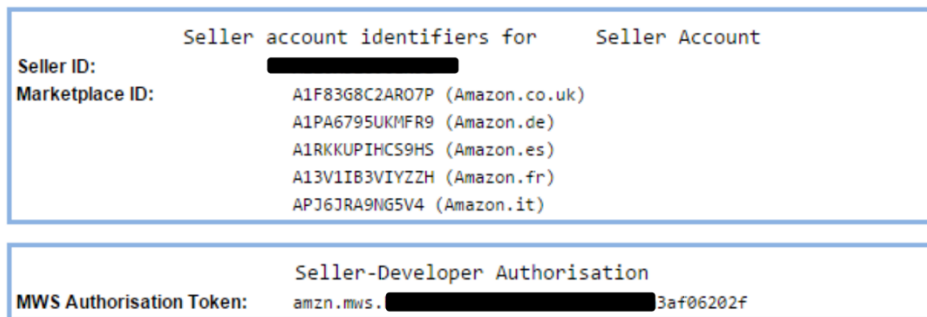 Seller account identifiers for Seller Account
Seller ID:
Marketplace ID: A1F83G8C2ARO7P (Amazon.co.uk)
A1PA6795UKMFR9 (Amazon.de)
A1RKKUPIHCS9HS (Amazon.es)
A13V1IB3VIYZZH (Amazon.fr)
APJ6JRA9NG5V4 (Amazon.it)
Seller-Developer Authorisation
MWS Authorisation Token: amzn.mws. 3af06202f